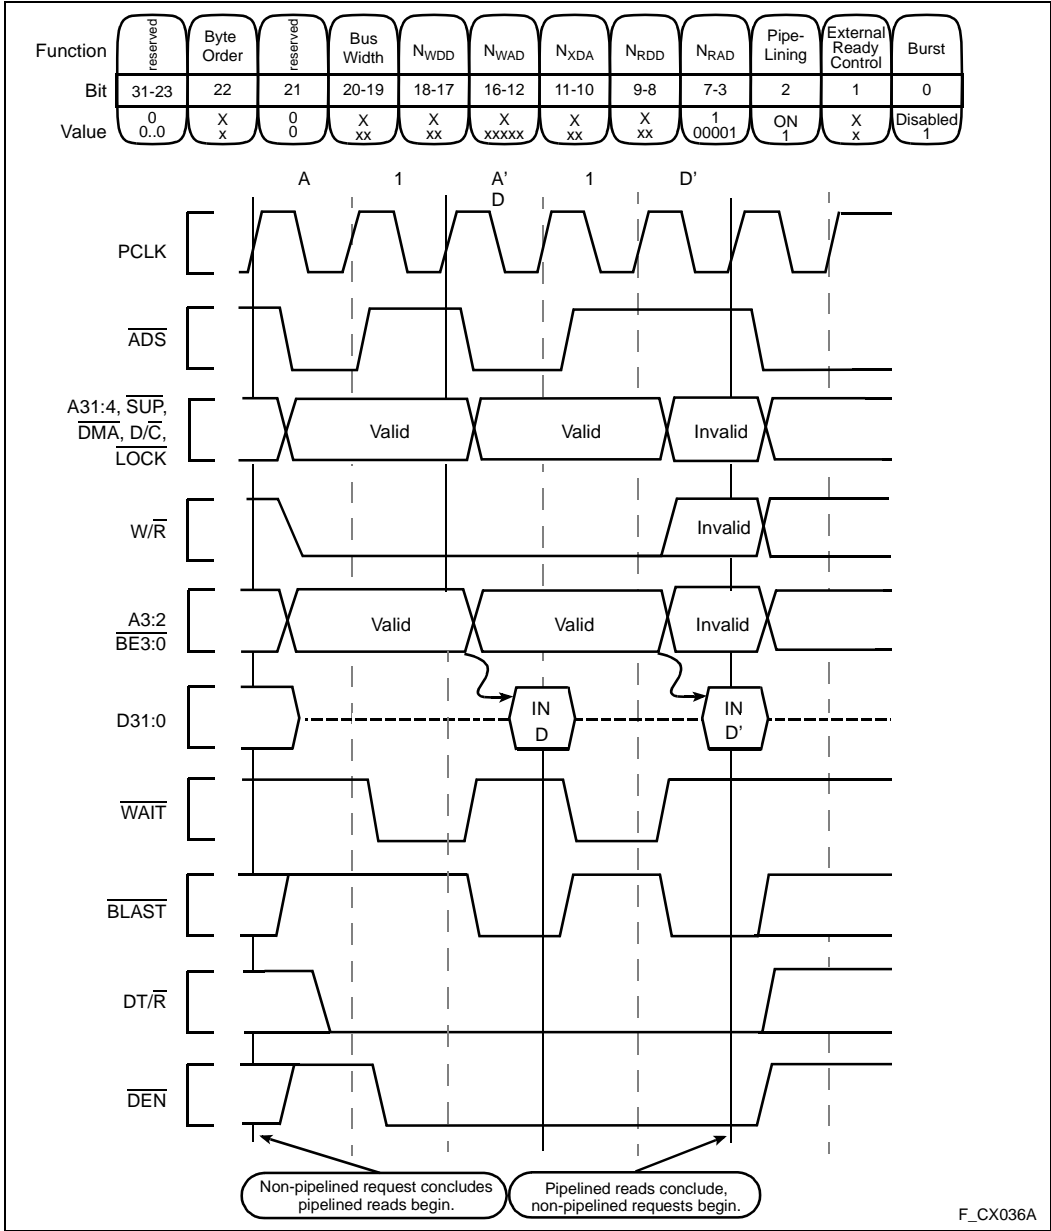 Function reserved Byte Order reserved Bus Width NWDD NWAD NXDA NRDD NRAD Pipe-Lining External Ready Control Burst
Bit 31-23 22 21 20-19 18-17 16-12 11-10 9-8 7-3 2 1 0
Value 0 X 0 X X X X X 1 ON X Disabled
0..0 x 0 xx xx xxxxx xx xx 00001 1 x 1
A 1 A' 1 D'
D
PCLK
ADS
A31:4, SUP,
DMA, D/C,
LOCK
Valid Valid Invalid
W/R Invalid
A3:2
BE3:0
Valid Valid Invalid
D31:0
IN
D
IN
D'
WAIT
BLAST
DT/R
DEN
Non-pipelined request concludes
pipelined reads begin.
Pipelined reads conclude,
non-pipelined requests begin.
F_CX036A